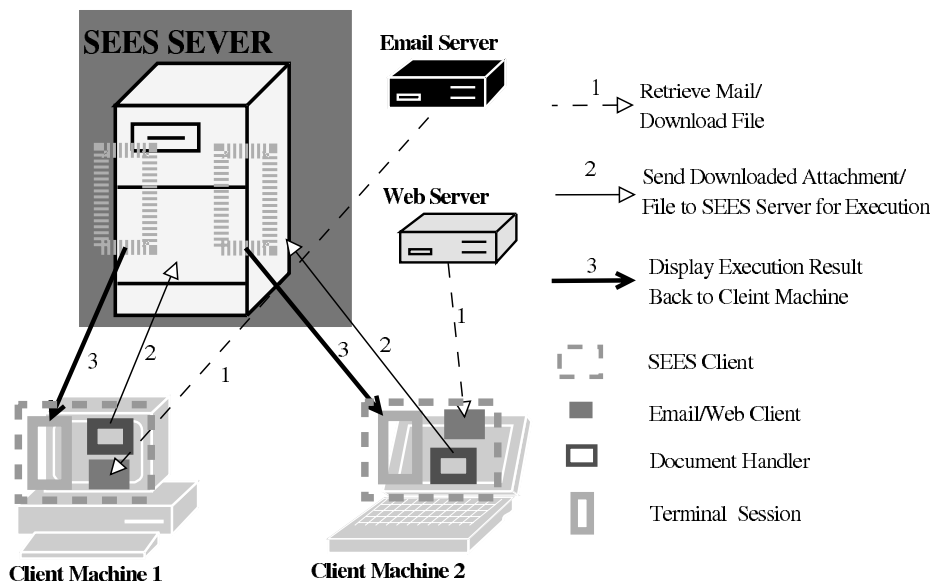 SEES SEVER
Email Server
Web Server
1
Retrieve Mail/
Download File
2
Send Downloaded Attachment/
File to SEES Server for Execution
3
Display Execution Result
Back to Cleint Machine
SEES Client
Email/Web Client
Document Handler
Terminal Session
3
2
1
3
2
1
Client Machine 1
Client Machine 2